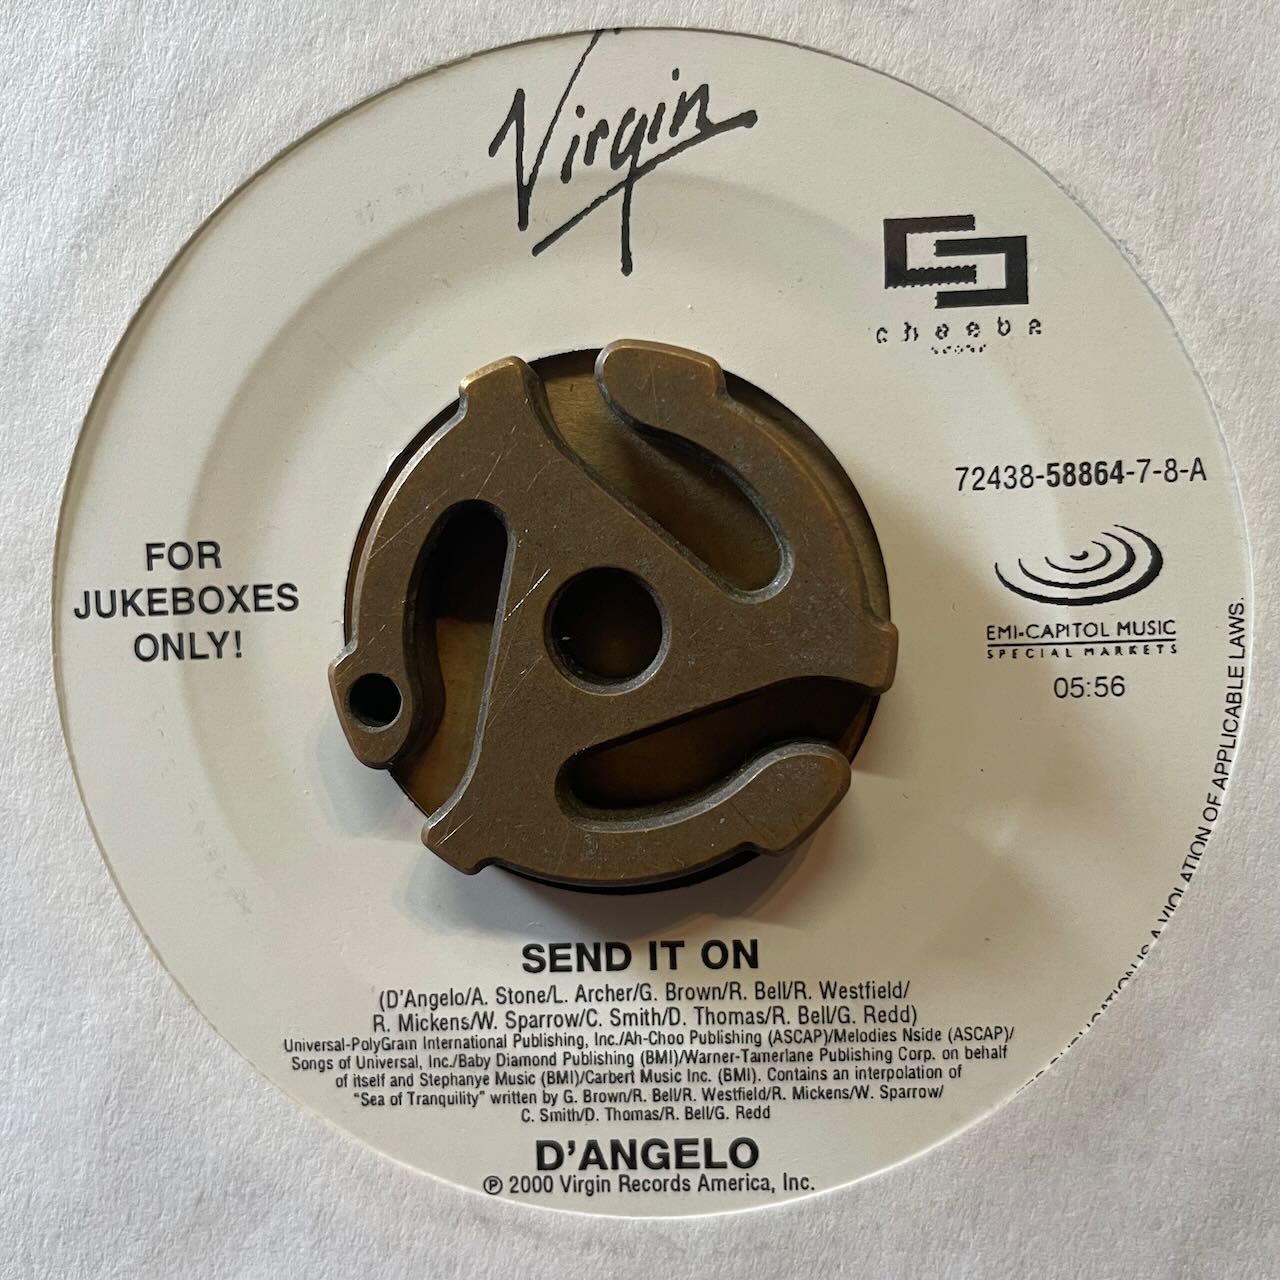 Virgin
cheeba
sound
72438-58864-7-8-A
FOR
JUKEBOXES
ONLY!
EMI-CAPITOL MUSIC
SPECIAL MARKETS
05:56
IS A VIOLATION OF APPLICABLE LAWS.
SEND IT ON
(D'Angelo/A. Stone/L. Archer/G. Brown/R. Bell/R. Westfield/
R. Mickens/W. Sparrow/C. Smith/D. Thomas/R. Bell/G. Redd)
Universal-PolyGram International Publishing, Inc./Ah-Choo Publishing (ASCAP)/Melodies Nside (ASCAP)/
Songs of Universal, Inc./Baby Diamond Publishing (BMI)/Warner-Tamerlane Publishing Corp. on behalf
of itself and Stephanye Music (BMI)/Carbert Music Inc. (BMI). Contains an interpolation of
"Sea of Tranquility" written by G. Brown/R. Bell/R. Westfield/R. Mickens/W. Sparrow/
C. Smith/D. Thomas/R. Bell/G. Redd
D'ANGELO
℗ 2000 Virgin Records America, Inc.